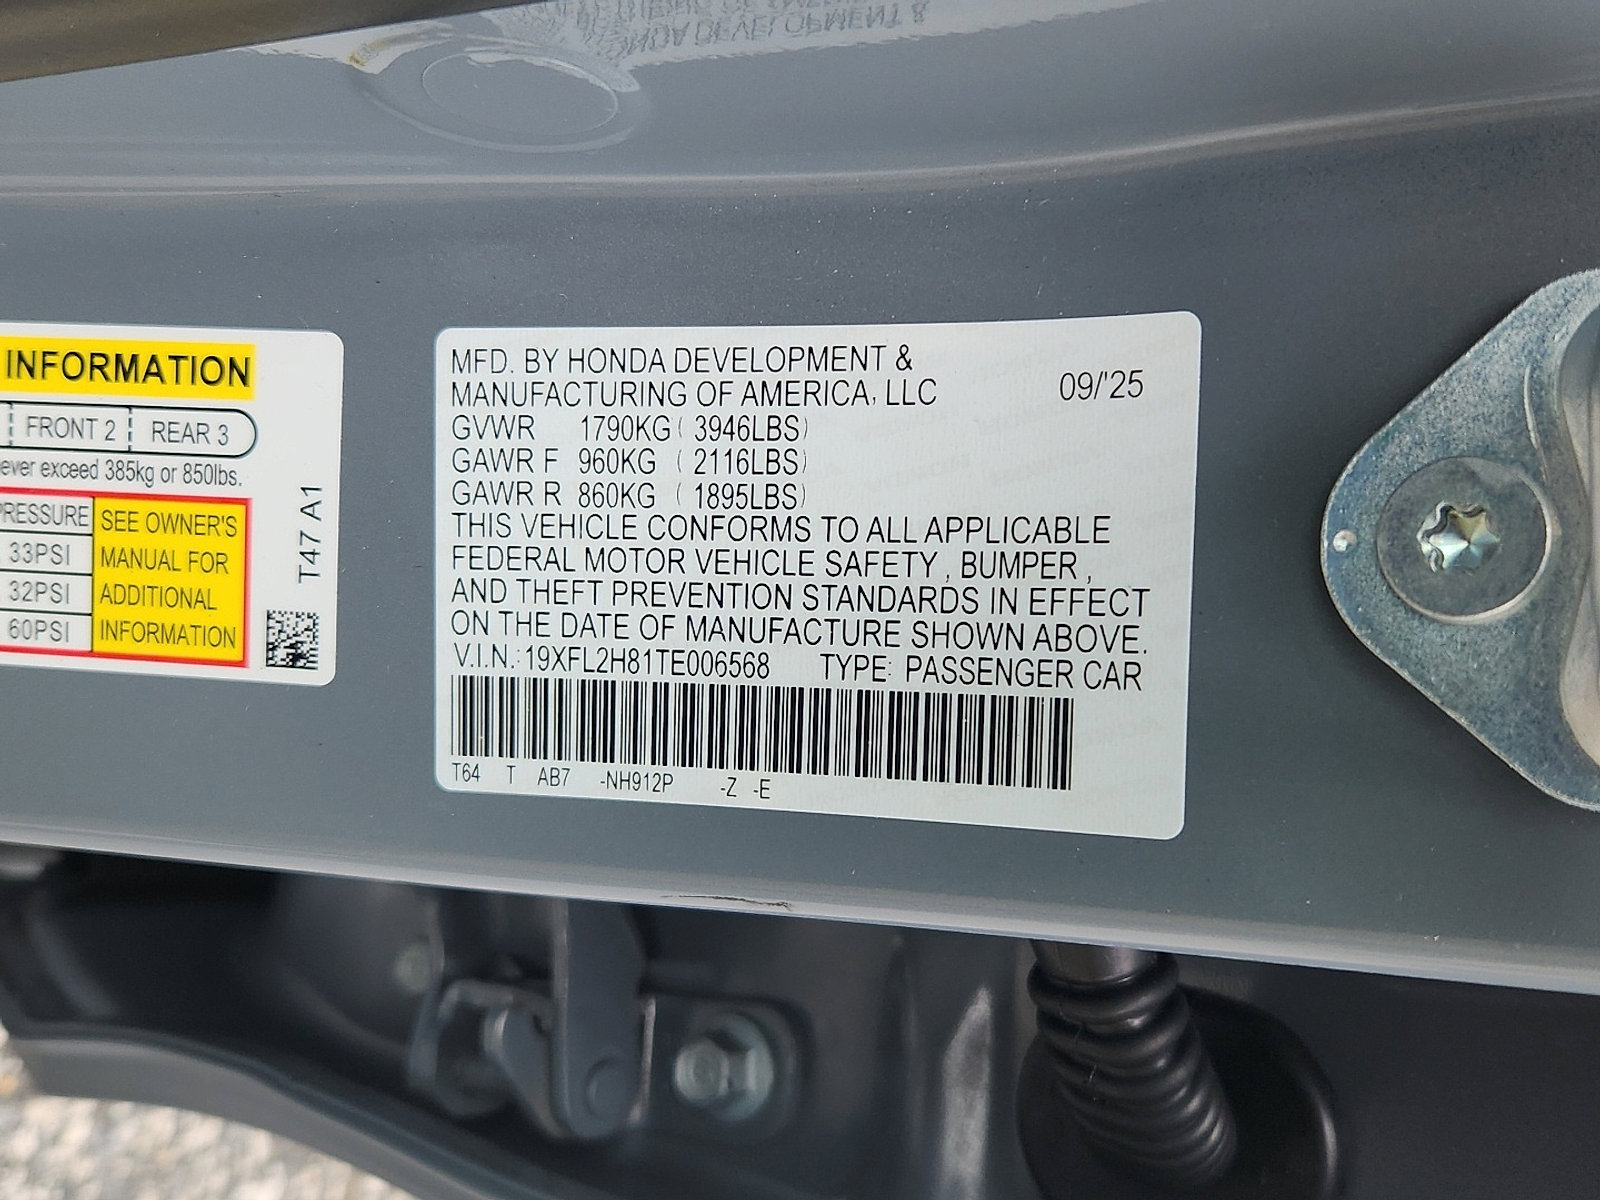 INFORMATION
FRONT 2 REAR 3
ever exceed 385kg or 850lbs.
PRESSURE SEE OWNER'S
33PSI MANUAL FOR
32PSI ADDITIONAL
60PSI INFORMATION
T47 A1
MFD. BY HONDA DEVELOPMENT &
MANUFACTURING OF AMERICA, LLC 09/'25
GVWR 1790KG ( 3946LBS)
GAWR F 960KG ( 2116LBS)
GAWR R 860KG ( 1895LBS)
THIS VEHICLE CONFORMS TO ALL APPLICABLE
FEDERAL MOTOR VEHICLE SAFETY , BUMPER ,
AND THEFT PREVENTION STANDARDS IN EFFECT
ON THE DATE OF MANUFACTURE SHOWN ABOVE.
V.I.N.: 19XFL2H81TE006568 TYPE: PASSENGER CAR
T64 T AB7 -NH912P -Z -E